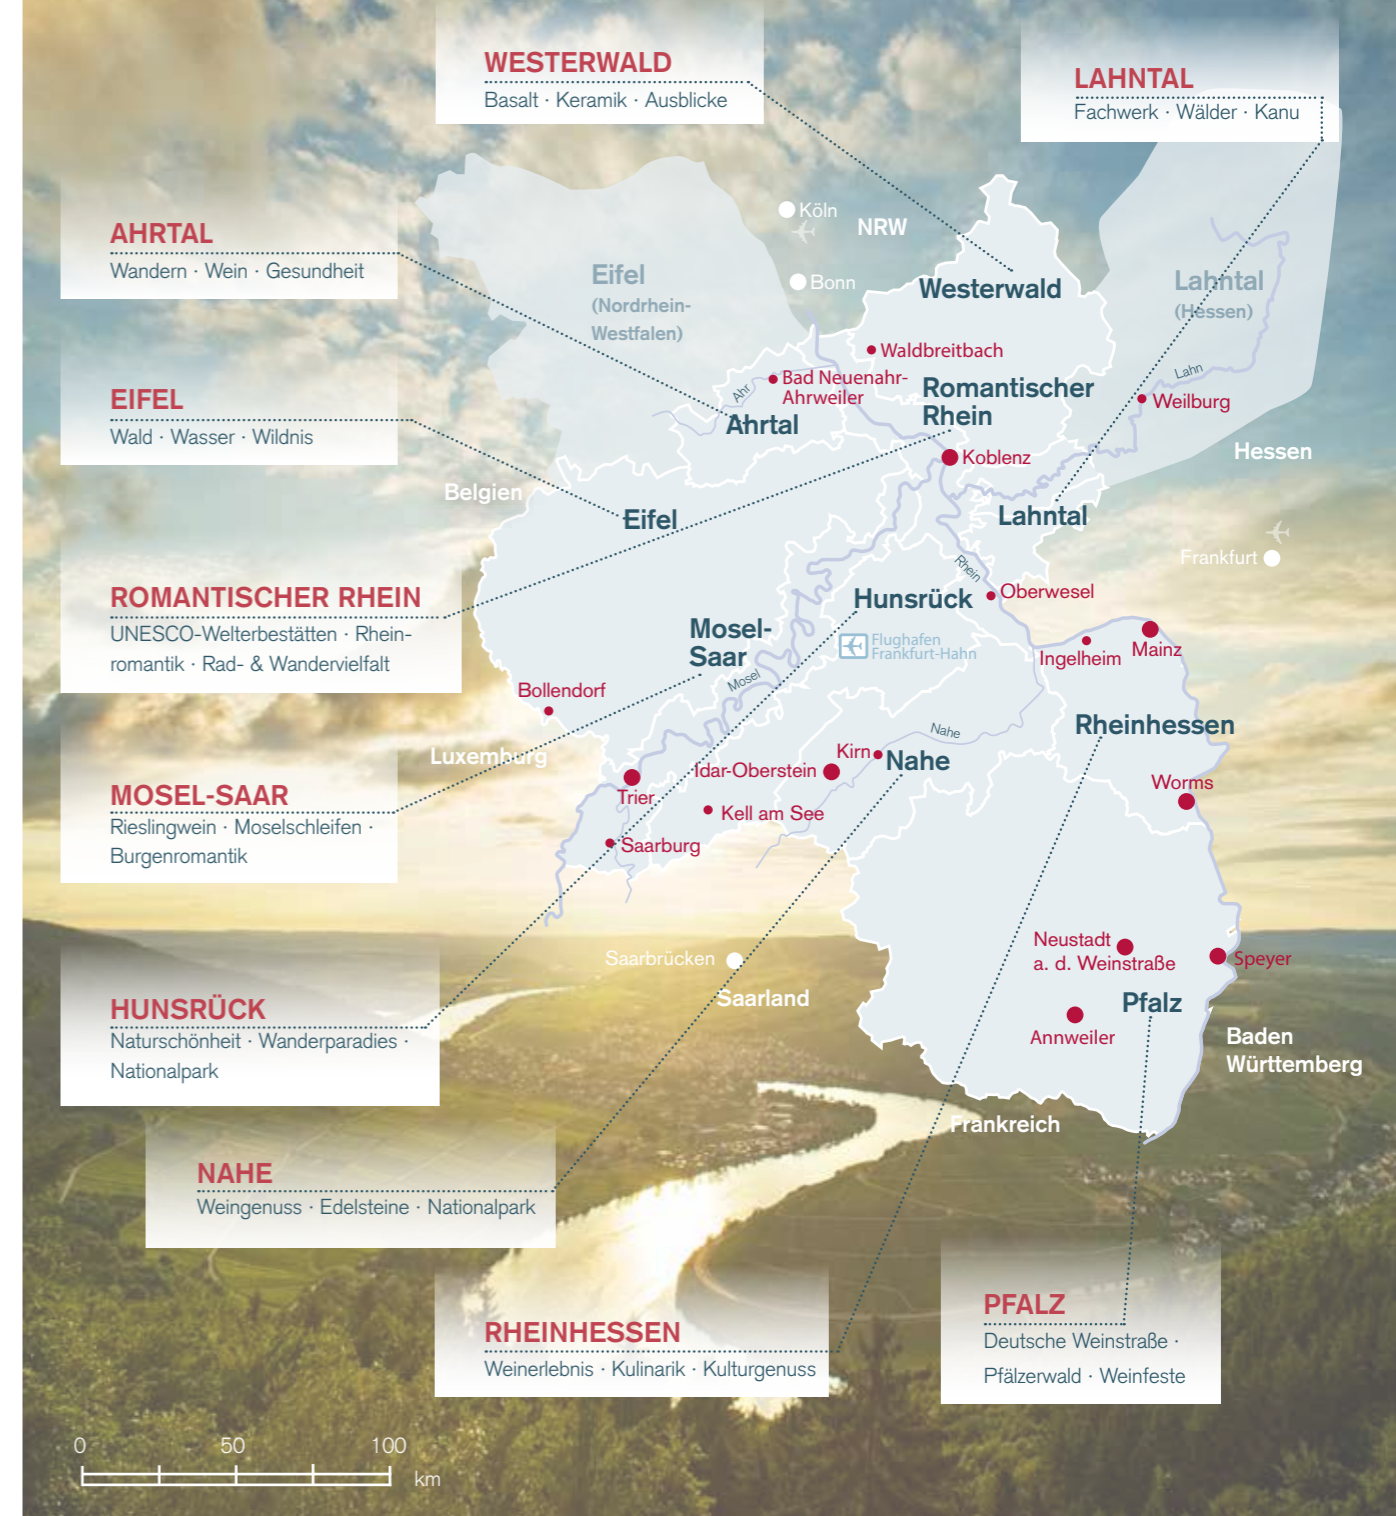 WESTERWALD
Basalt · Keramik · Ausblicke
LAHNTAL
Fachwerk · Wälder · Kanu
AHRTAL
Wandern · Wein · Gesundheit
EIFEL
Wald · Wasser · Wildnis
ROMANTISCHER RHEIN
UNESCO-Welterbestätten · Rhein-
romantik · Rad- & Wandervielfalt
MOSEL-SAAR
Rieslingwein · Moselschleifen ·
Burgenromantik
HUNSRÜCK
Naturschönheit · Wanderparadies ·
Nationalpark
NAHE
Weingenuss · Edelsteine · Nationalpark
RHEINHESSEN
Weinerlebnis · Kulinarik · Kulturgenuss
PFALZ
Deutsche Weinstraße ·
Pfälzerwald · Weinfeste
Köln
NRW
Bonn
Eifel
(Nordrhein-
Westfalen)
Westerwald
Lahntal
(Hessen)
Waldbreitbach
Bad Neuenahr-
Ahrweiler
Ahr
Ahrtal
Romantischer
Rhein
Lahn
Weilburg
Koblenz
Hessen
Belgien
Eifel
Lahntal
Frankfurt
Rhein
Oberwesel
Hunsrück
Flughafen
Frankfurt-Hahn
Mosel-
Saar
Mosel
Ingelheim
Mainz
Bollendorf
Luxemburg
Rheinhessen
Nahe
Kirn
Nahe
Idar-Oberstein
Trier
Kell am See
Worms
Saarburg
Saarbrücken
Saarland
Neustadt
a. d. Weinstraße
Speyer
Pfalz
Annweiler
Baden
Württemberg
Frankreich
0 50 100
km